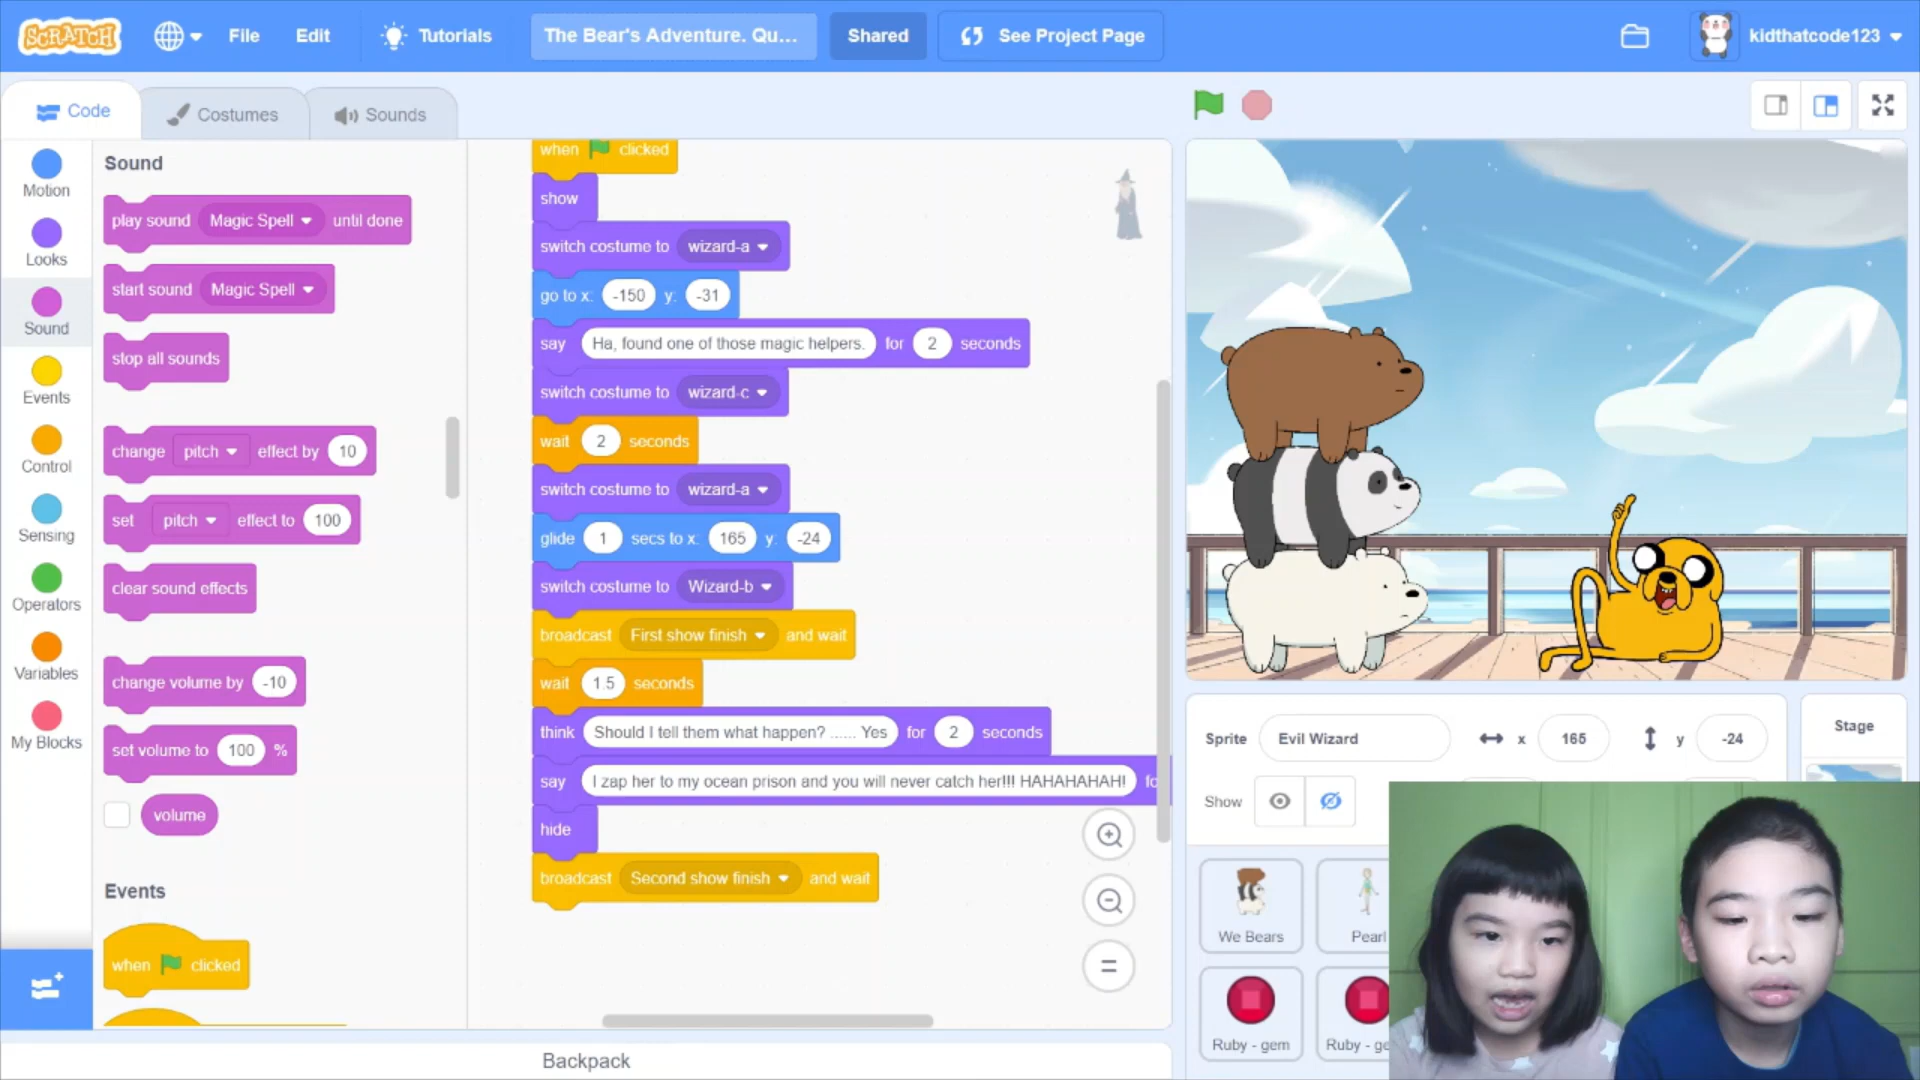 SCRATCH
File
Edit
Tutorials
The Bear's Adventure. Qu...
Shared
See Project Page
kidthatcode123
Code
Costumes
Sounds
Motion
Looks
Sound
Events
Control
Sensing
Operators
Variables
My Blocks
Sound
play sound Magic Spell until done
start sound Magic Spell
stop all sounds
change pitch effect by 10
set pitch effect to 100
clear sound effects
change volume by -10
set volume to 100 %
volume
Events
when clicked
when clicked
show
switch costume to wizard-a
go to x: -150 y: -31
say Ha, found one of those magic helpers. for 2 seconds
switch costume to wizard-c
wait 2 seconds
switch costume to wizard-a
glide 1 secs to x: 165 y: -24
switch costume to Wizard-b
broadcast First show finish and wait
wait 1.5 seconds
think Should I tell them what happen? ...... Yes for 2 seconds
say I zap her to my ocean prison and you will never catch her!!! HAHAHAHAH! fo
hide
broadcast Second show finish and wait
Backpack
Sprite Evil Wizard x 165 y -24
Show
Stage
We Bears
Pearl
Ruby - gem
Ruby - ge